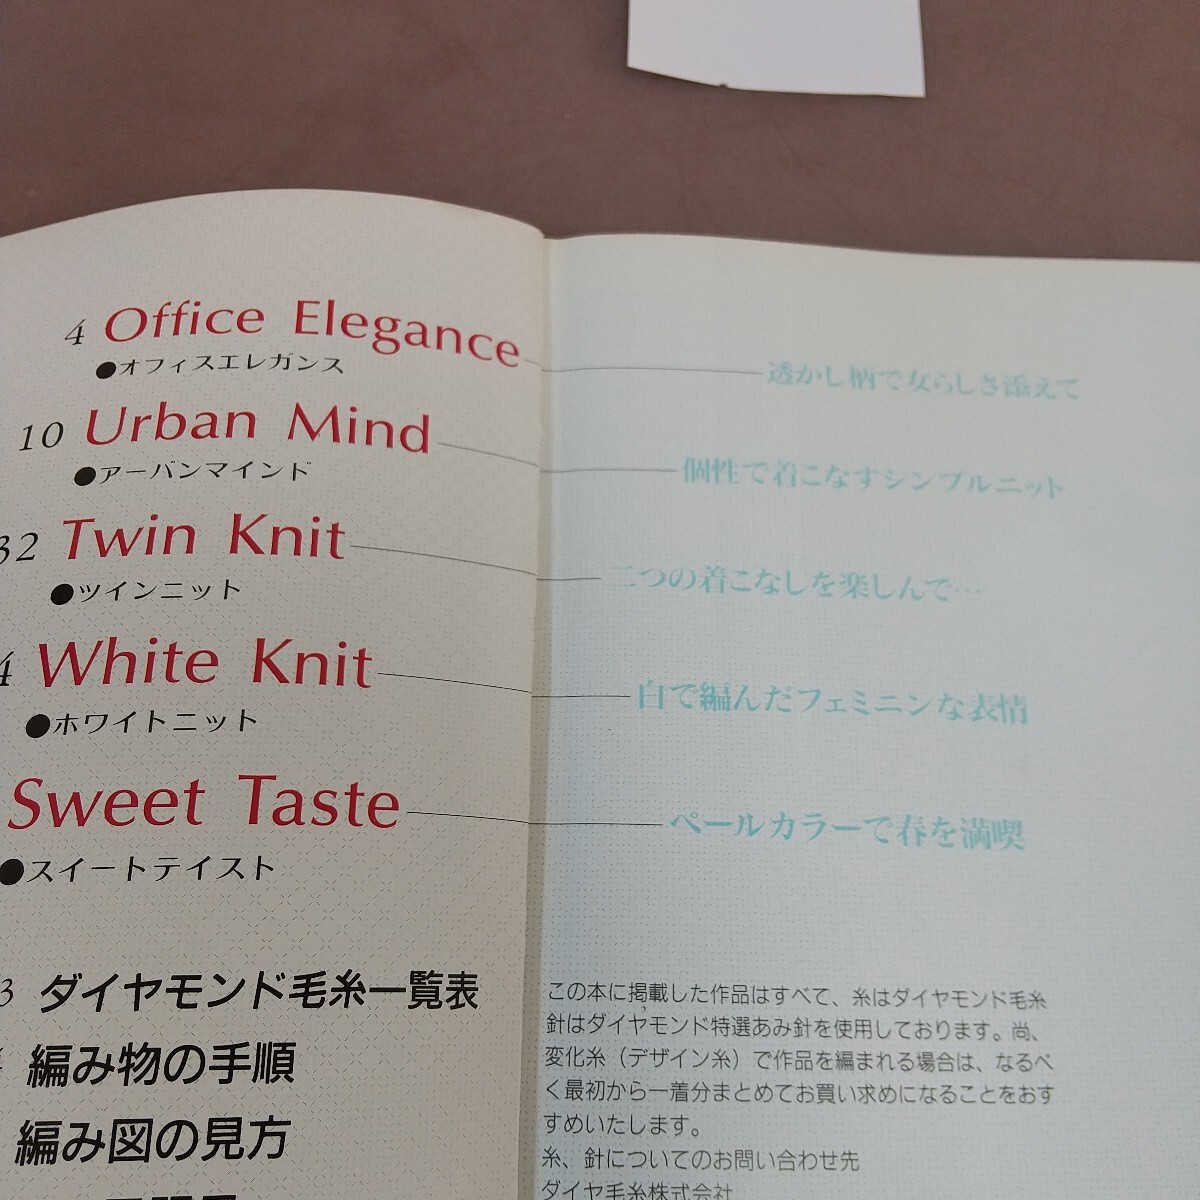 4 Office Elegance
●オフィスエレガンス
透かし柄で女らしさ添えて
10 Urban Mind
●アーバンマインド
個性で着こなすシンプルニット
32 Twin Knit
●ツインニット
二つの着こなしを楽しんで…
4 White Knit
●ホワイトニット
白で編んだフェミニンな表情
Sweet Taste
●スイートテイスト
ペールカラーで春を満喫
3 ダイヤモンド毛糸一覧表
編み物の手順
編み図の見方
この本に掲載した作品はすべて、糸はダイヤモンド毛糸
針はダイヤモンド特選あみ針を使用しております。尚、
変化糸（デザイン糸）で作品を編まれる場合は、なるべ
く最初から一着分まとめてお買い求めになることをおす
すめいたします。
糸、針についてのお問い合わせ先
ダイヤ毛糸株式会社